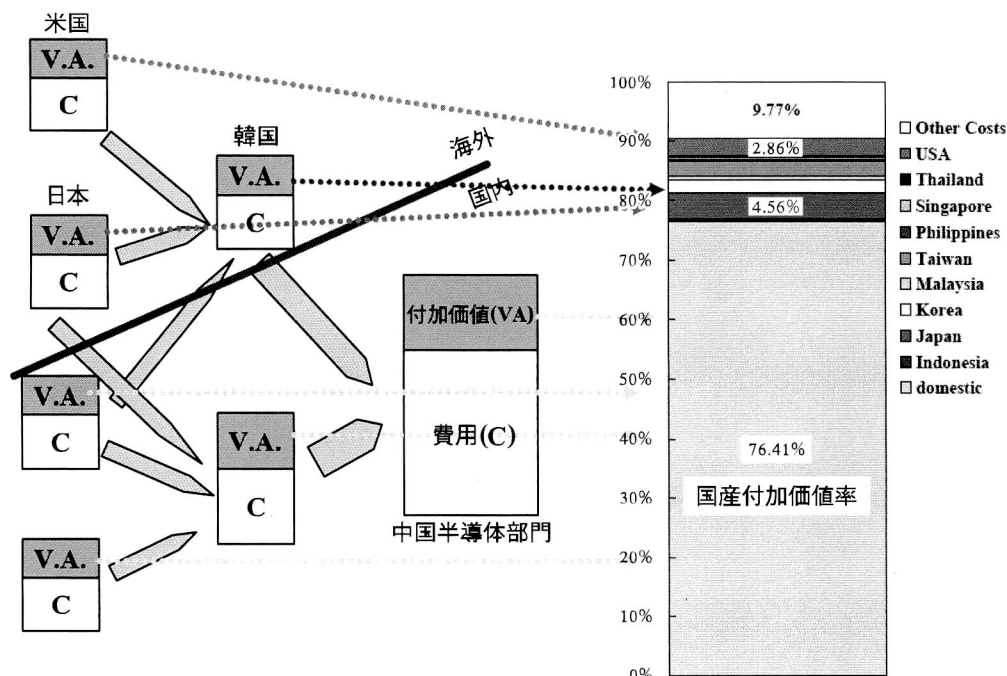 米国
V.A.
C
韓国
V.A.
C
日本
V.A.
C
海外
国内
V.A.
C
V.A.
C
V.A.
C
付加価値(VA)
費用(C)
中国半導体部門
100%
90%
80%
70%
60%
50%
40%
30%
20%
10%
0%
9.77%
2.86%
4.56%
76.41%
国産付加価値率
Other Costs
USA
Thailand
Singapore
Philippines
Taiwan
Malaysia
Korea
Japan
Indonesia
domestic